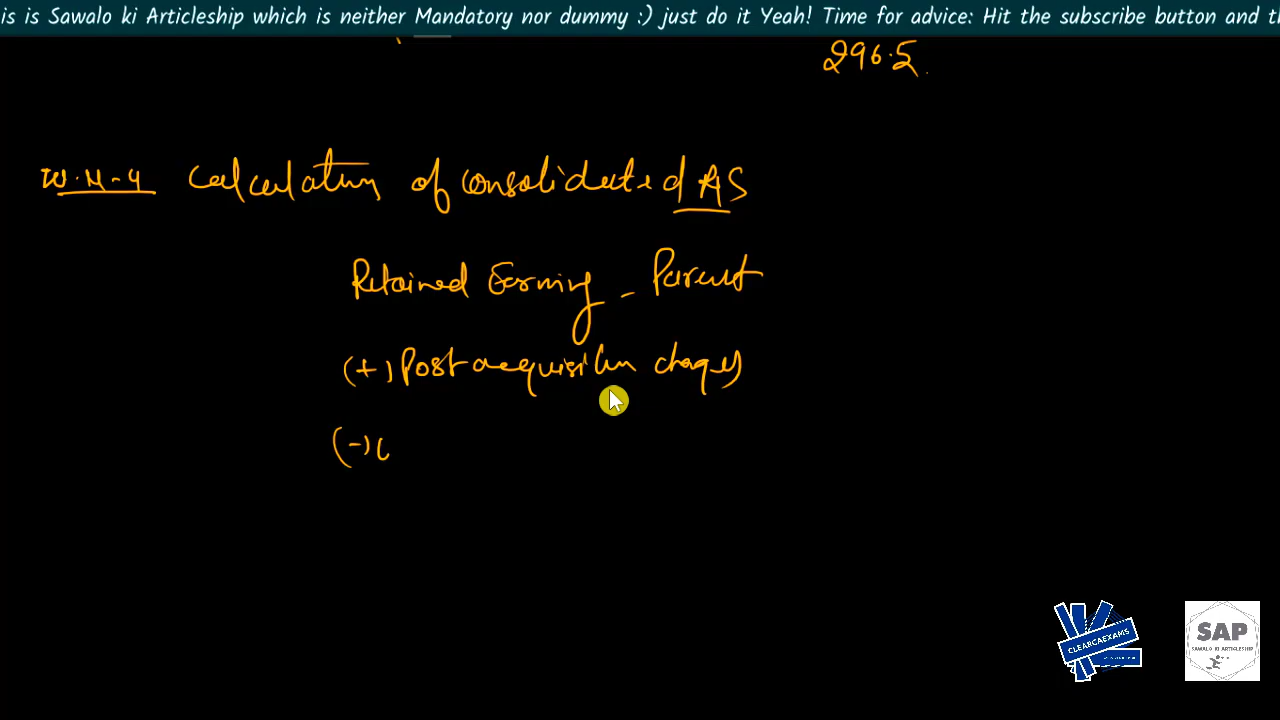 is is Sawalo ki Articleship which is neither Mandatory nor dummy :) just do it Yeah! Time for advice: Hit the subscribe button and th
296.5
W.N-4 Calculation of consolidated
Retained Earning - Parent
(+) Post acquisition changes
(-) C
CLEARCAEXAMS
SAP
SAWALO KI ARTICLESHIP